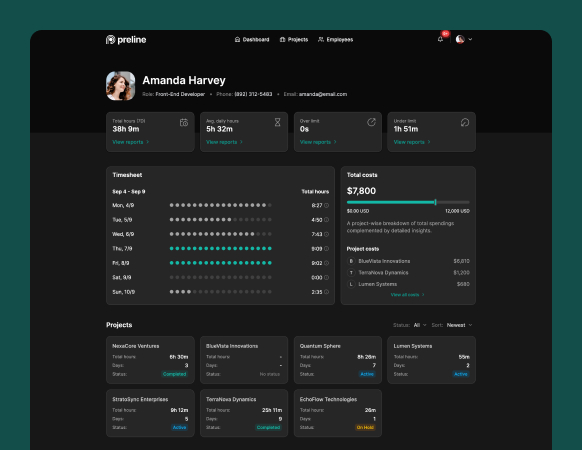 preline
Dashboard Projects Employees
Amanda Harvey
Role: Front-End Developer • Phone: (892) 312-5483 • Email: amanda@email.com
Total hours (7D) Avg. daily hours Over limit Under limit
38h 9m 5h 32m 0s 1h 51m
View reports View reports View reports View reports
Timesheet
Sep 4 - Sep 9 Total hours
Mon, 4/9 8:27
Tue, 5/9 4:50
Wed, 6/9 7:43
Thu, 7/9 9:09
Fri, 8/9 9:02
Sat, 9/9 0:00
Sun, 10/9 2:35
Total costs
$7,800
$0.00 USD 12,000 USD
A project-wise breakdown of total spendings
complemented by detailed insights.
Project costs
B BlueVista Innovations $6,810
T TerraNova Dynamics $1,200
L Lumen Systems $680
View all costs
Projects
Status: All Sort: Newest
NexaCore Ventures
Total hours: 6h 30m
Days: 3
Status: Completed
BlueVista Innovations
Total hours: -
Days: -
Status: No status
Quantum Sphere
Total hours: 8h 26m
Days: 7
Status: Active
Lumen Systems
Total hours: 55m
Days: 2
Status: Active
StratoSync Enterprises
Total hours: 9h 12m
Days: 5
Status: Active
TerraNova Dynamics
Total hours: 25h 11m
Days: 9
Status: Completed
EchoFlow Technologies
Total hours: 26m
Days: 1
Status: On Hold